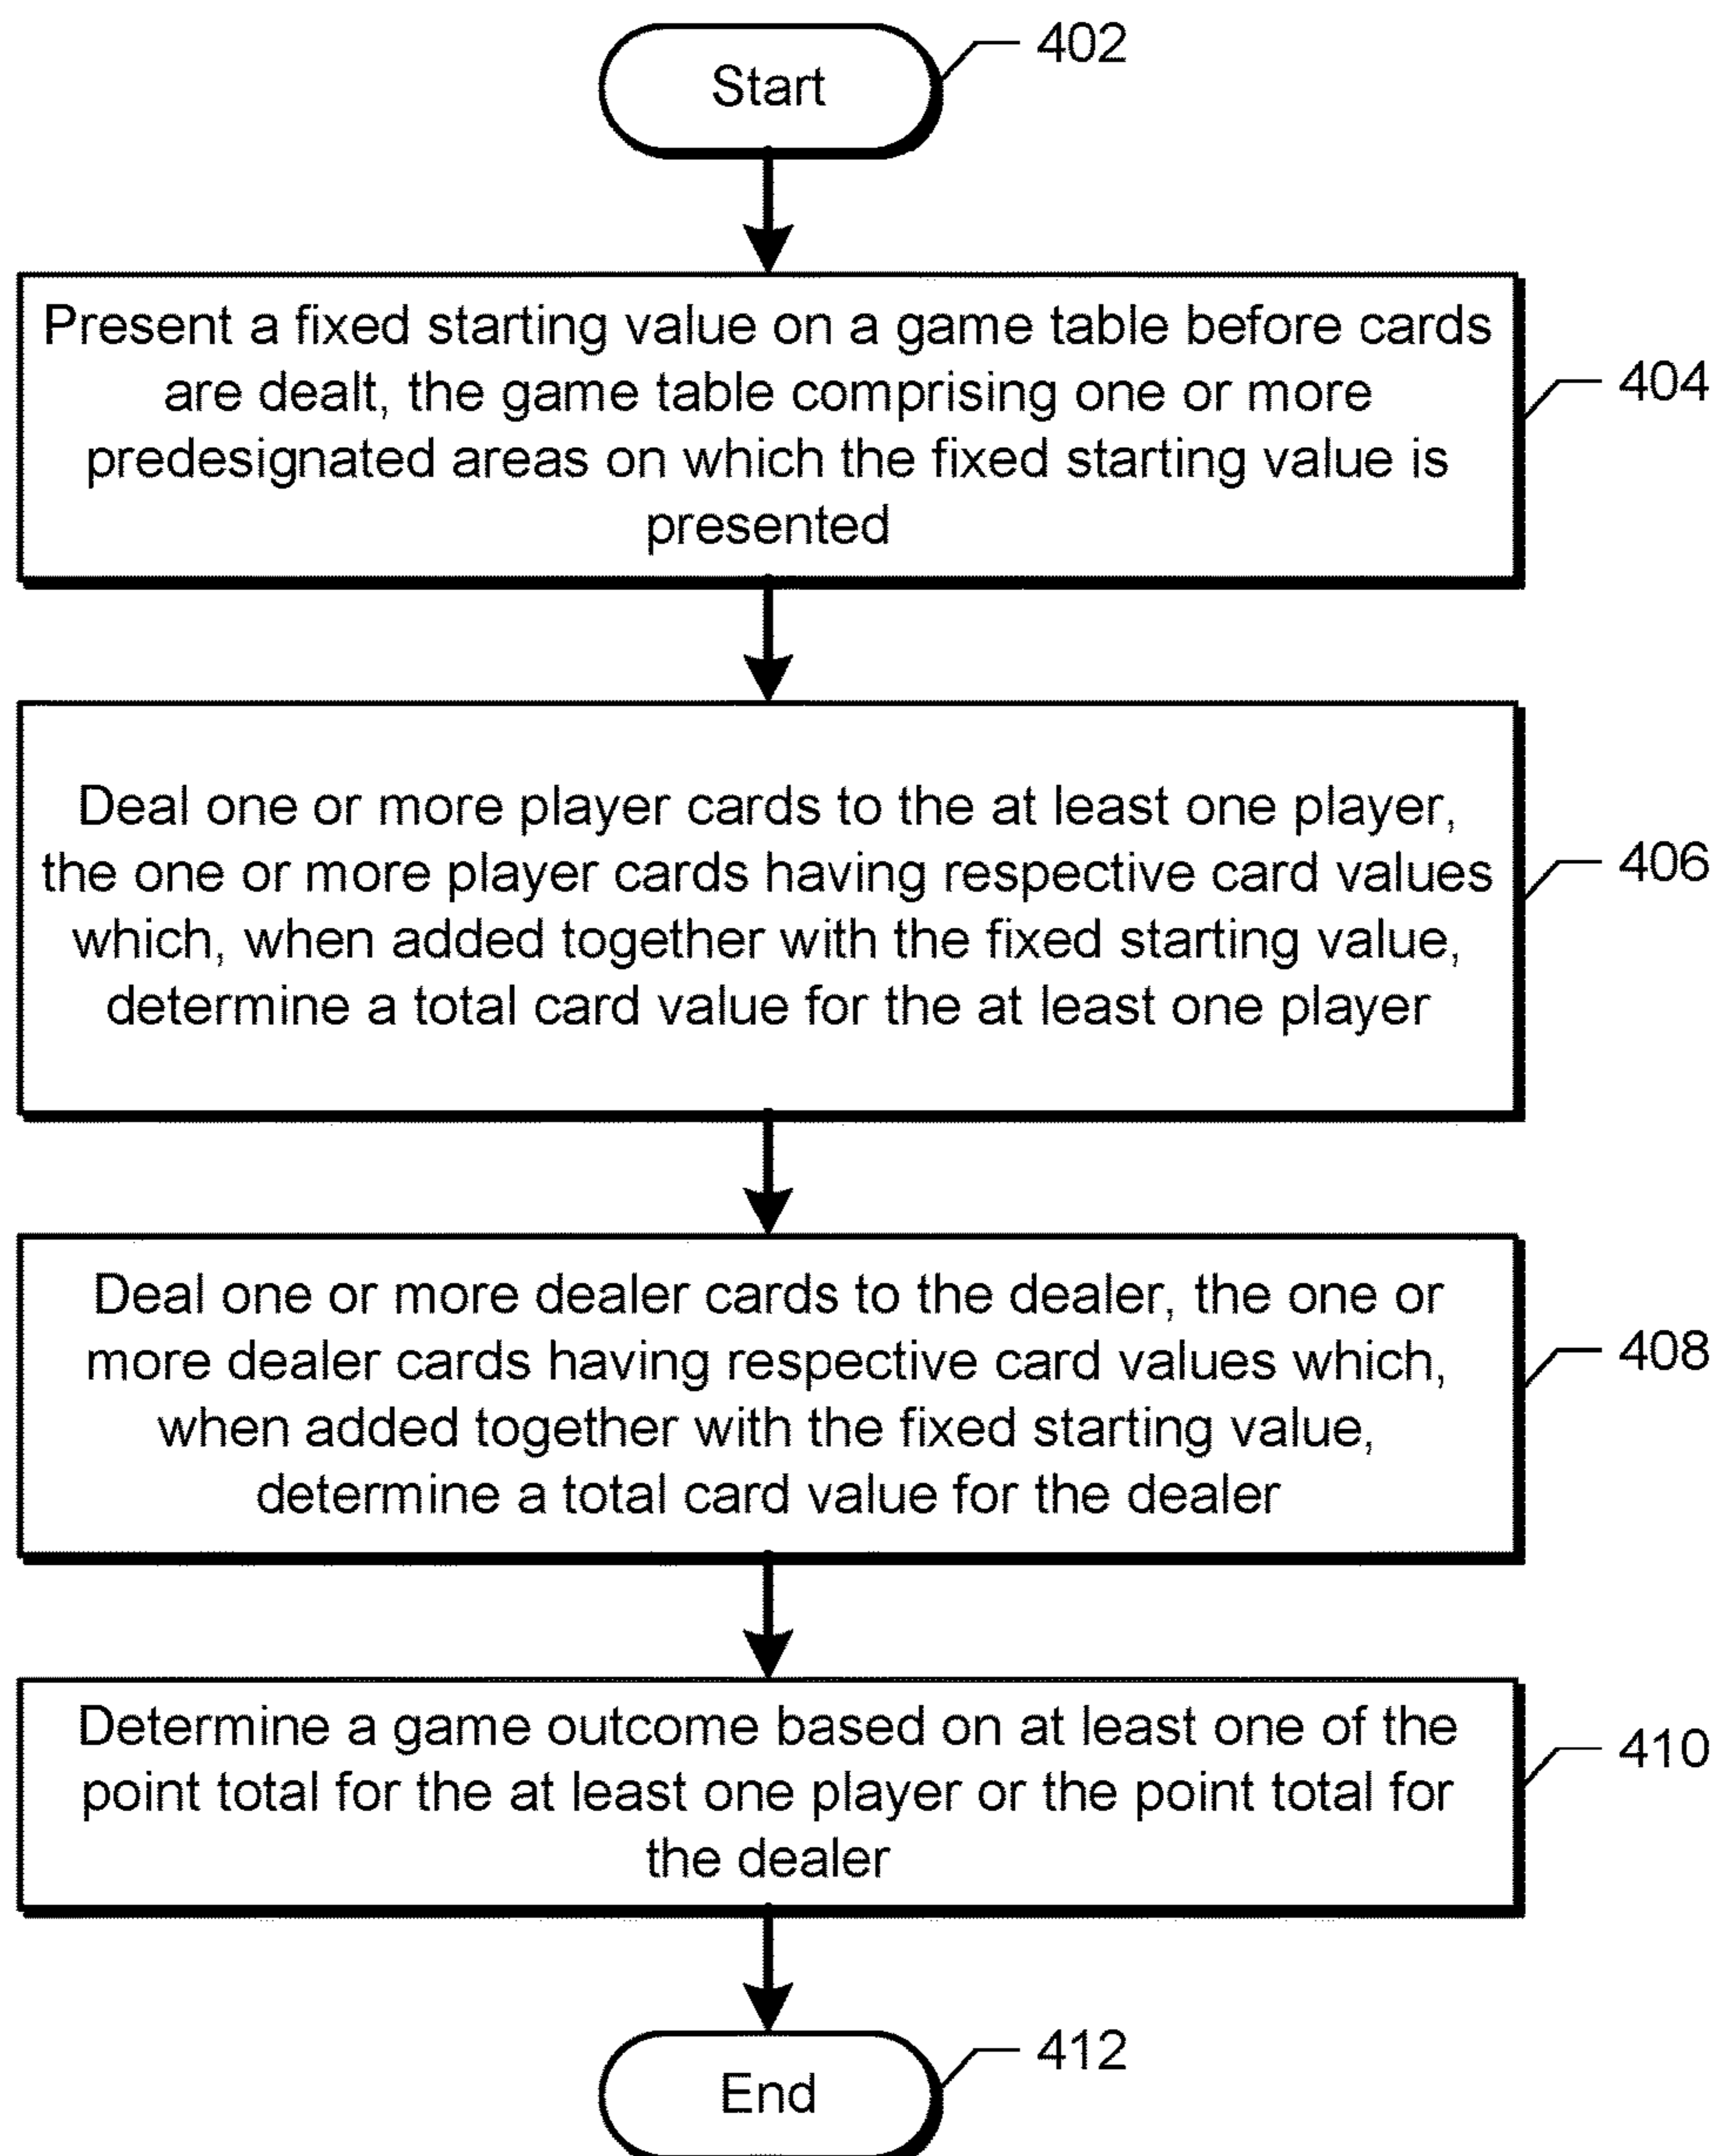 Start
402
Present a fixed starting value on a game table before cards
are dealt, the game table comprising one or more
predesignated areas on which the fixed starting value is
presented
404
Deal one or more player cards to the at least one player,
the one or more player cards having respective card values
which, when added together with the fixed starting value,
determine a total card value for the at least one player
406
Deal one or more dealer cards to the dealer, the one or
more dealer cards having respective card values which,
when added together with the fixed starting value,
determine a total card value for the dealer
408
Determine a game outcome based on at least one of the
point total for the at least one player or the point total for
the dealer
410
End
412